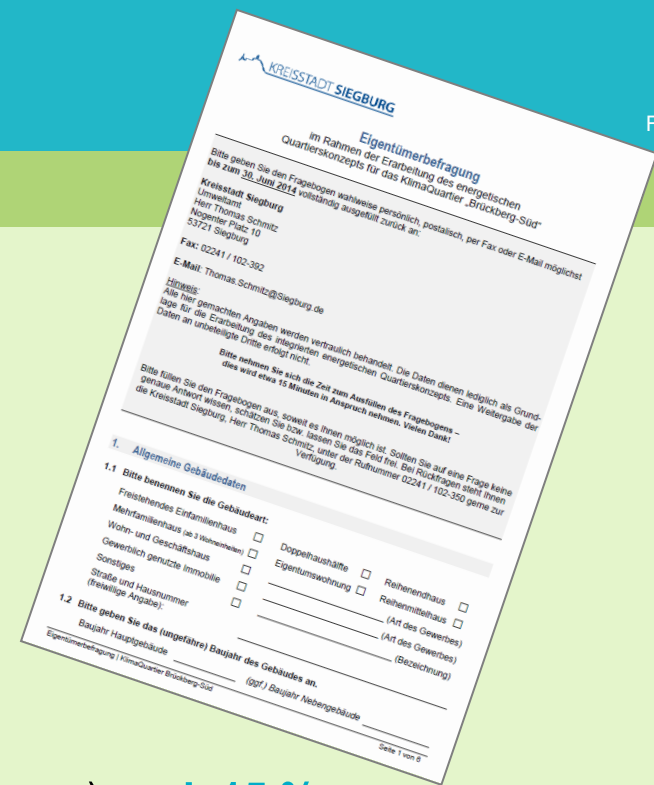 F
KREISSTADT SIEGBURG
Eigentümerbefragung
im Rahmen der Erarbeitung des energetischen
Quartierskonzepts für das KlimaQuartier „Brückberg-Süd“
Bitte geben Sie den Fragebogen wahlweise persönlich, postalisch, per Fax oder E-Mail möglichst
bis zum 30. Juni 2014 vollständig ausgefüllt zurück an:
Kreisstadt Siegburg
Umweltamt
Herr Thomas Schmitz
Nogenter Platz 10
53721 Siegburg
Fax: 02241 / 102-392
E-Mail: Thomas.Schmitz@Siegburg.de
Hinweis:
Alle hier gemachten Angaben werden vertraulich behandelt. Die Daten dienen lediglich als Grund-
lage für die Erarbeitung des integrierten energetischen Quartierskonzepts. Eine Weitergabe der
Daten an unbeteiligte Dritte erfolgt nicht.
Bitte nehmen Sie sich die Zeit zum Ausfüllen des Fragebogens –
dies wird etwa 15 Minuten in Anspruch nehmen. Vielen Dank!
Bitte füllen Sie den Fragebogen aus, soweit es Ihnen möglich ist. Sollten Sie auf eine Frage keine
genaue Antwort wissen, schätzen Sie bzw. lassen Sie das Feld frei. Bei Rückfragen steht Ihnen
die Kreisstadt Siegburg, Herr Thomas Schmitz, unter der Rufnummer 02241 / 102-350 gerne zur
Verfügung.
1. Allgemeine Gebäudedaten
1.1 Bitte benennen Sie die Gebäudeart:
Freistehendes Einfamilienhaus ☐ Doppelhaushälfte ☐ Reihenendhaus ☐
Mehrfamilienhaus (ab 3 Wohneinheiten) ☐ Eigentumswohnung ☐ Reihenmittelhaus ☐
Wohn- und Geschäftshaus ☐ (Art des Gewerbes)
Gewerblich genutzte Immobilie ☐ (Art des Gewerbes)
Sonstiges ☐ (Bezeichnung)
Straße und Hausnummer
(freiwillige Angabe):
1.2 Bitte geben Sie das (ungefähre) Baujahr des Gebäudes an.
Baujahr Hauptgebäude (ggf.) Baujahr Nebengebäude
Eigentümerbefragung | KlimaQuartier Brückberg-Süd Seite 1 von 6